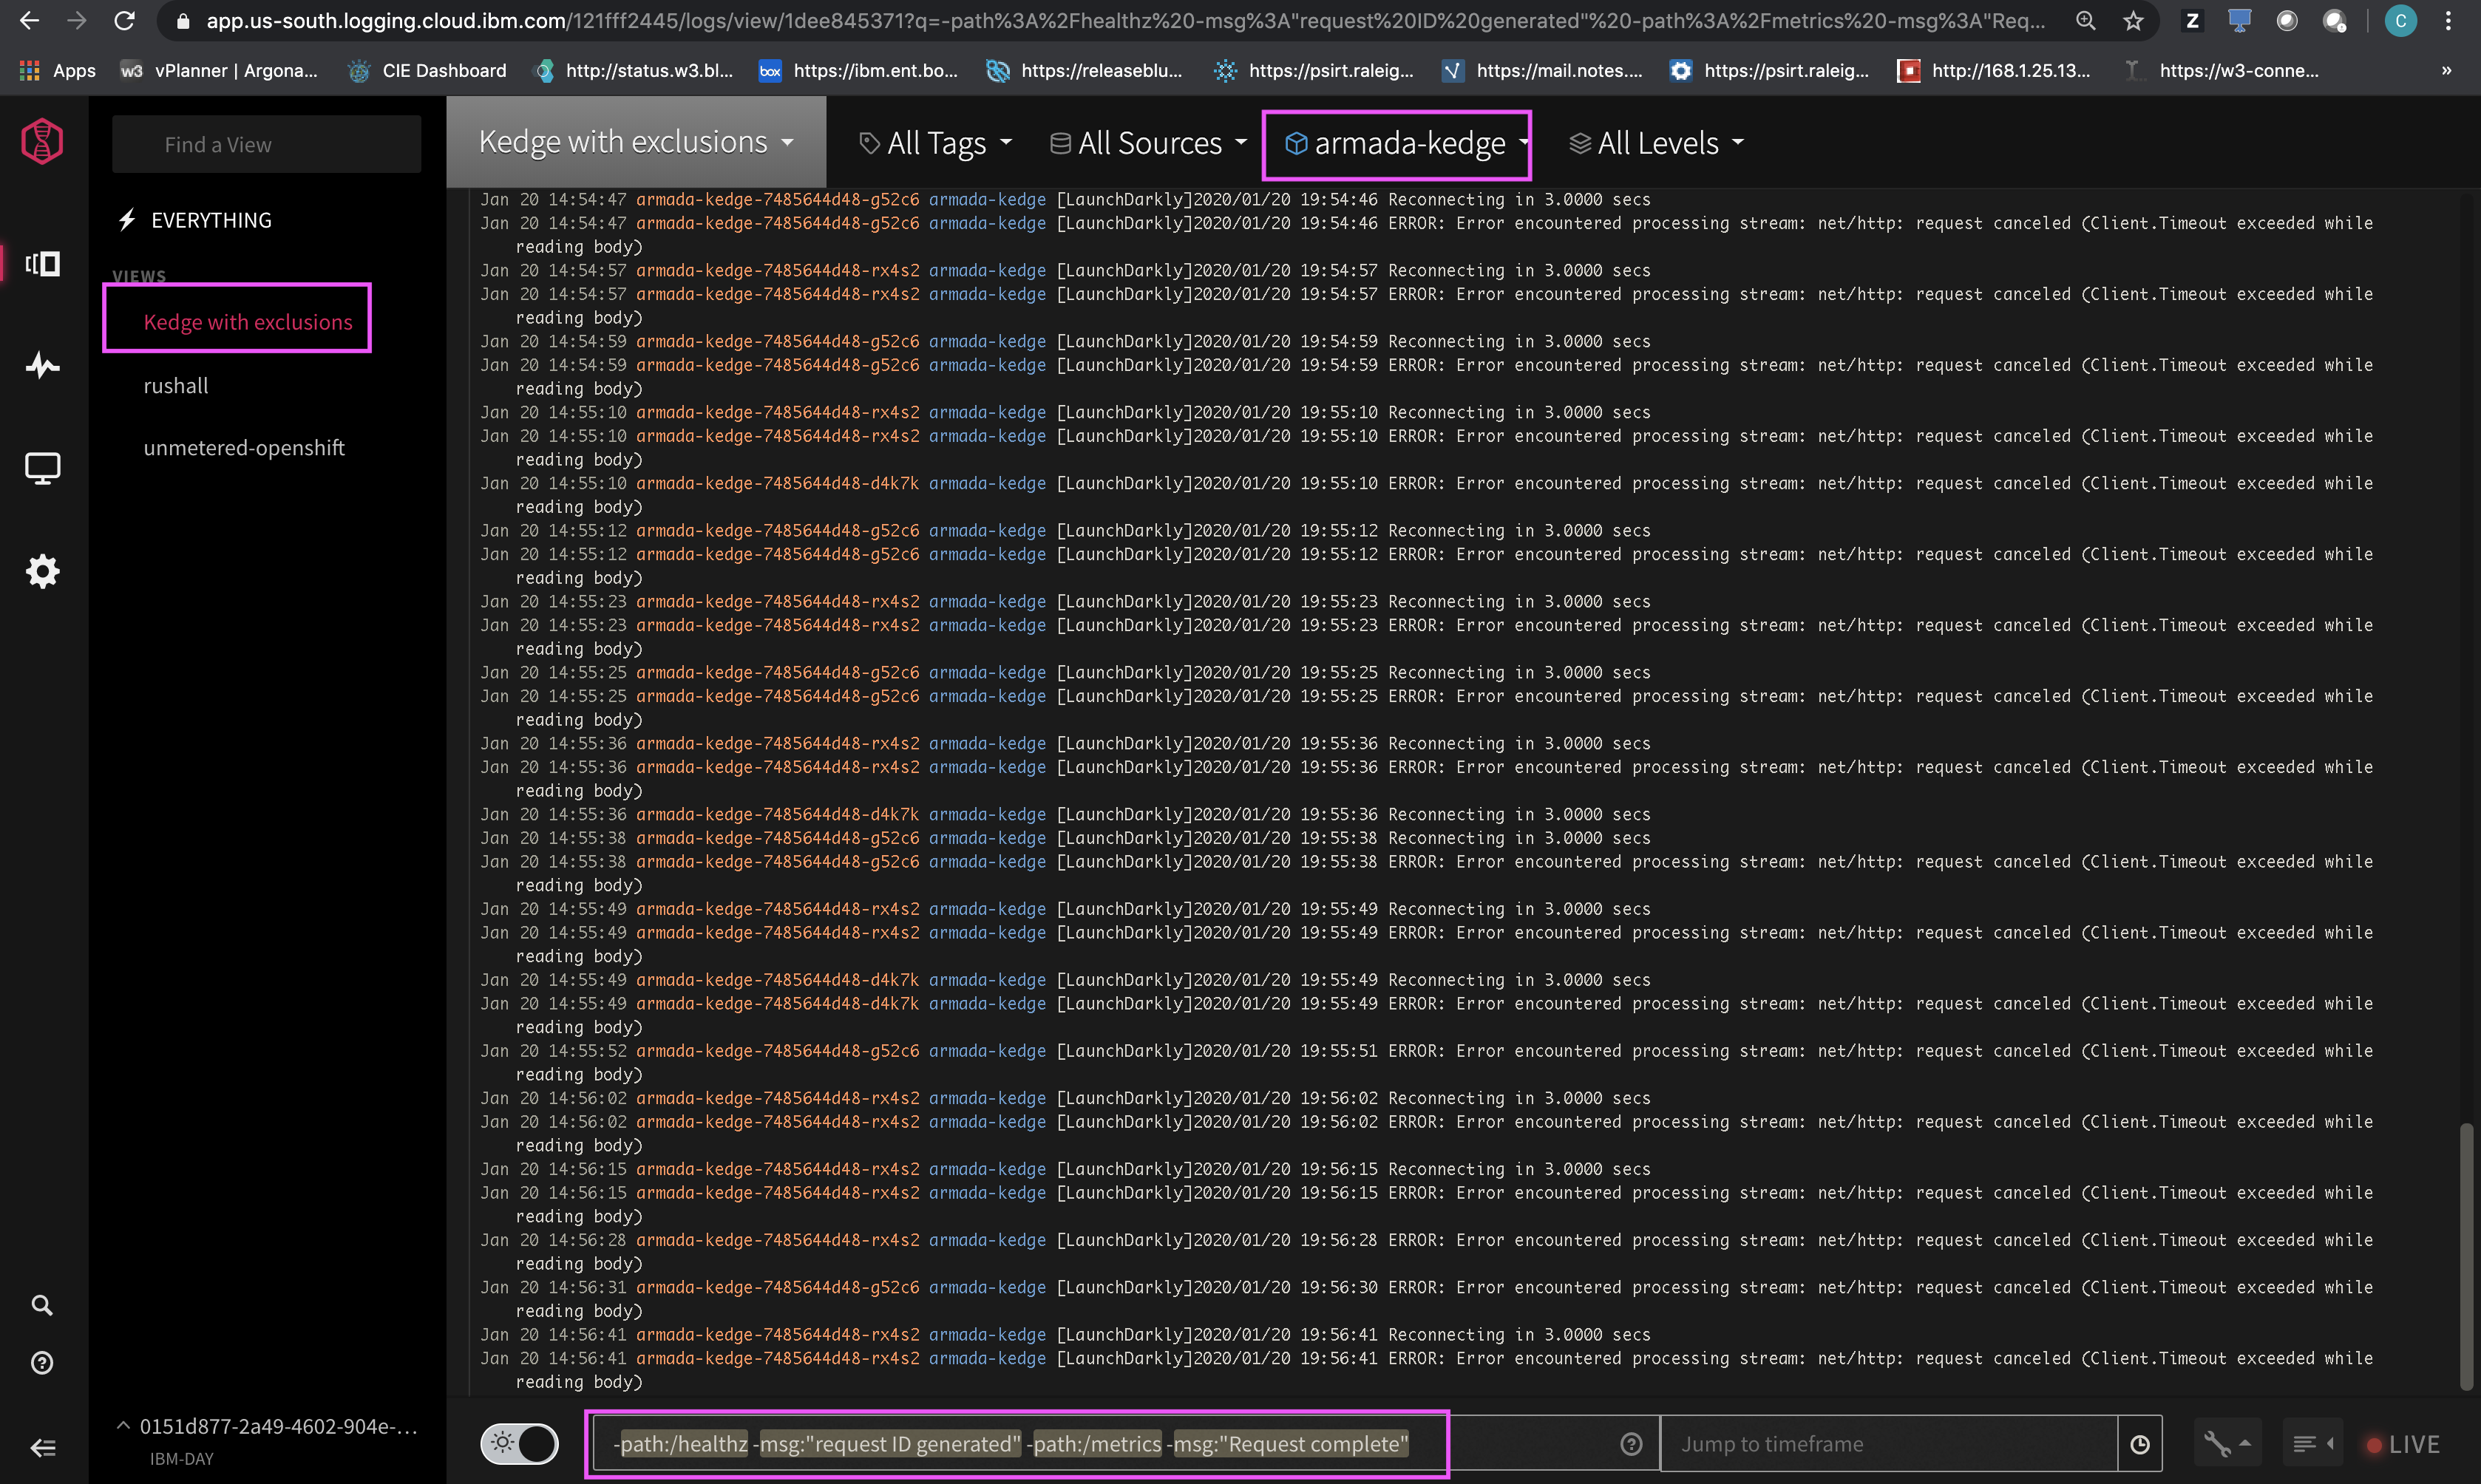 app.us-south.logging.cloud.ibm.com/121fff2445/logs/view/1dee845371?q=-path%3A%2Fhealthz%20-msg%3A"request%20ID%20generated"%20-path%3A%2Fmetrics%20-msg%3A"Req... Z C
Apps w3 vPlanner | Argona... CIE Dashboard http://status.w3.bl... box https://ibm.ent.bo... https://releaseblu... https://psirt.raleig... https://mail.notes.... https://psirt.raleig... http://168.1.25.13... https://w3-conne... »
Find a View
EVERYTHING
VIEWS
Kedge with exclusions
rushall
unmetered-openshift
0151d877-2a49-4602-904e-...
IBM-DAY
Kedge with exclusions All Tags All Sources armada-kedge All Levels
Jan 20 14:54:47 armada-kedge-7485644d48-g52c6 armada-kedge [LaunchDarkly]2020/01/20 19:54:46 Reconnecting in 3.0000 secs
Jan 20 14:54:47 armada-kedge-7485644d48-g52c6 armada-kedge [LaunchDarkly]2020/01/20 19:54:46 ERROR: Error encountered processing stream: net/http: request canceled (Client.Timeout exceeded while
reading body)
Jan 20 14:54:57 armada-kedge-7485644d48-rx4s2 armada-kedge [LaunchDarkly]2020/01/20 19:54:57 Reconnecting in 3.0000 secs
Jan 20 14:54:57 armada-kedge-7485644d48-rx4s2 armada-kedge [LaunchDarkly]2020/01/20 19:54:57 ERROR: Error encountered processing stream: net/http: request canceled (Client.Timeout exceeded while
reading body)
Jan 20 14:54:59 armada-kedge-7485644d48-g52c6 armada-kedge [LaunchDarkly]2020/01/20 19:54:59 Reconnecting in 3.0000 secs
Jan 20 14:54:59 armada-kedge-7485644d48-g52c6 armada-kedge [LaunchDarkly]2020/01/20 19:54:59 ERROR: Error encountered processing stream: net/http: request canceled (Client.Timeout exceeded while
reading body)
Jan 20 14:55:10 armada-kedge-7485644d48-rx4s2 armada-kedge [LaunchDarkly]2020/01/20 19:55:10 Reconnecting in 3.0000 secs
Jan 20 14:55:10 armada-kedge-7485644d48-rx4s2 armada-kedge [LaunchDarkly]2020/01/20 19:55:10 ERROR: Error encountered processing stream: net/http: request canceled (Client.Timeout exceeded while
reading body)
Jan 20 14:55:10 armada-kedge-7485644d48-d4k7k armada-kedge [LaunchDarkly]2020/01/20 19:55:10 ERROR: Error encountered processing stream: net/http: request canceled (Client.Timeout exceeded while
reading body)
Jan 20 14:55:12 armada-kedge-7485644d48-g52c6 armada-kedge [LaunchDarkly]2020/01/20 19:55:12 Reconnecting in 3.0000 secs
Jan 20 14:55:12 armada-kedge-7485644d48-g52c6 armada-kedge [LaunchDarkly]2020/01/20 19:55:12 ERROR: Error encountered processing stream: net/http: request canceled (Client.Timeout exceeded while
reading body)
Jan 20 14:55:23 armada-kedge-7485644d48-rx4s2 armada-kedge [LaunchDarkly]2020/01/20 19:55:23 Reconnecting in 3.0000 secs
Jan 20 14:55:23 armada-kedge-7485644d48-rx4s2 armada-kedge [LaunchDarkly]2020/01/20 19:55:23 ERROR: Error encountered processing stream: net/http: request canceled (Client.Timeout exceeded while
reading body)
Jan 20 14:55:25 armada-kedge-7485644d48-g52c6 armada-kedge [LaunchDarkly]2020/01/20 19:55:25 Reconnecting in 3.0000 secs
Jan 20 14:55:25 armada-kedge-7485644d48-g52c6 armada-kedge [LaunchDarkly]2020/01/20 19:55:25 ERROR: Error encountered processing stream: net/http: request canceled (Client.Timeout exceeded while
reading body)
Jan 20 14:55:36 armada-kedge-7485644d48-rx4s2 armada-kedge [LaunchDarkly]2020/01/20 19:55:36 Reconnecting in 3.0000 secs
Jan 20 14:55:36 armada-kedge-7485644d48-rx4s2 armada-kedge [LaunchDarkly]2020/01/20 19:55:36 ERROR: Error encountered processing stream: net/http: request canceled (Client.Timeout exceeded while
reading body)
Jan 20 14:55:36 armada-kedge-7485644d48-d4k7k armada-kedge [LaunchDarkly]2020/01/20 19:55:36 Reconnecting in 3.0000 secs
Jan 20 14:55:38 armada-kedge-7485644d48-g52c6 armada-kedge [LaunchDarkly]2020/01/20 19:55:38 Reconnecting in 3.0000 secs
Jan 20 14:55:38 armada-kedge-7485644d48-g52c6 armada-kedge [LaunchDarkly]2020/01/20 19:55:38 ERROR: Error encountered processing stream: net/http: request canceled (Client.Timeout exceeded while
reading body)
Jan 20 14:55:49 armada-kedge-7485644d48-rx4s2 armada-kedge [LaunchDarkly]2020/01/20 19:55:49 Reconnecting in 3.0000 secs
Jan 20 14:55:49 armada-kedge-7485644d48-rx4s2 armada-kedge [LaunchDarkly]2020/01/20 19:55:49 ERROR: Error encountered processing stream: net/http: request canceled (Client.Timeout exceeded while
reading body)
Jan 20 14:55:49 armada-kedge-7485644d48-d4k7k armada-kedge [LaunchDarkly]2020/01/20 19:55:49 Reconnecting in 3.0000 secs
Jan 20 14:55:49 armada-kedge-7485644d48-d4k7k armada-kedge [LaunchDarkly]2020/01/20 19:55:49 ERROR: Error encountered processing stream: net/http: request canceled (Client.Timeout exceeded while
reading body)
Jan 20 14:55:52 armada-kedge-7485644d48-g52c6 armada-kedge [LaunchDarkly]2020/01/20 19:55:51 ERROR: Error encountered processing stream: net/http: request canceled (Client.Timeout exceeded while
reading body)
Jan 20 14:56:02 armada-kedge-7485644d48-rx4s2 armada-kedge [LaunchDarkly]2020/01/20 19:56:02 Reconnecting in 3.0000 secs
Jan 20 14:56:02 armada-kedge-7485644d48-rx4s2 armada-kedge [LaunchDarkly]2020/01/20 19:56:02 ERROR: Error encountered processing stream: net/http: request canceled (Client.Timeout exceeded while
reading body)
Jan 20 14:56:15 armada-kedge-7485644d48-rx4s2 armada-kedge [LaunchDarkly]2020/01/20 19:56:15 Reconnecting in 3.0000 secs
Jan 20 14:56:15 armada-kedge-7485644d48-rx4s2 armada-kedge [LaunchDarkly]2020/01/20 19:56:15 ERROR: Error encountered processing stream: net/http: request canceled (Client.Timeout exceeded while
reading body)
Jan 20 14:56:28 armada-kedge-7485644d48-rx4s2 armada-kedge [LaunchDarkly]2020/01/20 19:56:28 ERROR: Error encountered processing stream: net/http: request canceled (Client.Timeout exceeded while
reading body)
Jan 20 14:56:31 armada-kedge-7485644d48-g52c6 armada-kedge [LaunchDarkly]2020/01/20 19:56:30 ERROR: Error encountered processing stream: net/http: request canceled (Client.Timeout exceeded while
reading body)
Jan 20 14:56:41 armada-kedge-7485644d48-rx4s2 armada-kedge [LaunchDarkly]2020/01/20 19:56:41 Reconnecting in 3.0000 secs
Jan 20 14:56:41 armada-kedge-7485644d48-rx4s2 armada-kedge [LaunchDarkly]2020/01/20 19:56:41 ERROR: Error encountered processing stream: net/http: request canceled (Client.Timeout exceeded while
reading body)
-path:/healthz -msg:"request ID generated" -path:/metrics -msg:"Request complete" Jump to timeframe LIVE